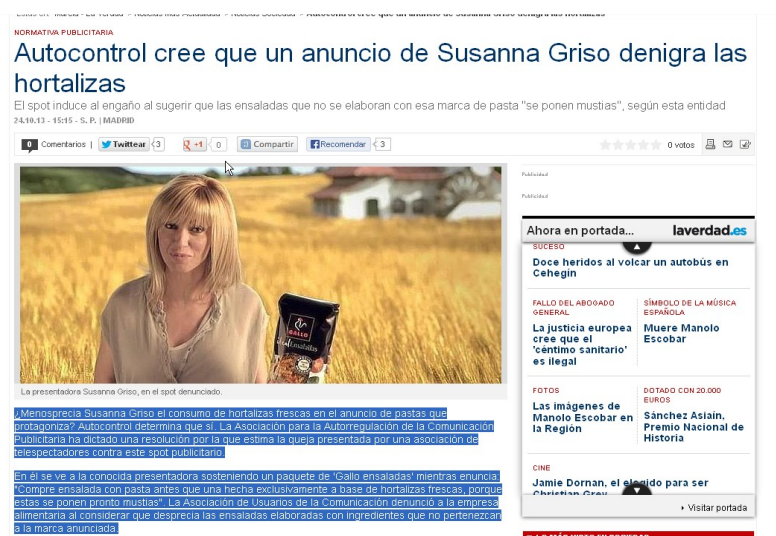 NORMATIVA PUBLICITARIA
Autocontrol cree que un anuncio de Susanna Griso denigra las
hortalizas
El spot induce al engaño al sugerir que las ensaladas que no se elaboran con esa marca de pasta "se ponen mustias", según esta entidad
24.10.13 - 15:15 - S. P. | MADRID
0 Comentarios | Twittear 3 +1 0 Compartir Recomendar 3 0 votos
GALLO
La presentadora Susanna Griso, en el spot denunciado.
¿Menosprecia Susanna Griso el consumo de hortalizas frescas en el anuncio de pastas que
protagoniza? Autocontrol determina que sí. La Asociación para la Autorregulación de la Comunicación
Publicitaria ha dictado una resolución por la que estima la queja presentada por una asociación de
telespectadores contra este spot publicitario.
En él se ve a la conocida presentadora sosteniendo un paquete de 'Gallo ensaladas' mientras enuncia,
"Compre ensalada con pasta antes que una hecha exclusivamente a base de hortalizas frescas, porque
estas se ponen pronto mustias". La Asociación de Usuarios de la Comunicación denunció a la empresa
alimentaria al considerar que desprecia las ensaladas elaboradas con ingredientes que no pertenezcan
a la marca anunciada.
Publicidad
Publicidad
Ahora en portada... laverdad.es
SUCESO
Doce heridos al volcar un autobús en
Cehegín
FALLO DEL ABOGADO
GENERAL
La justicia europea
cree que el
'céntimo sanitario'
es ilegal
SÍMBOLO DE LA MÚSICA
ESPAÑOLA
Muere Manolo
Escobar
FOTOS
Las imágenes de
Manolo Escobar en
la Región
DOTADO CON 20.000
EUROS
Sánchez Asiain,
Premio Nacional de
Historia
CINE
Jamie Dornan, el elegido para ser
Christian Grey
Visitar portada